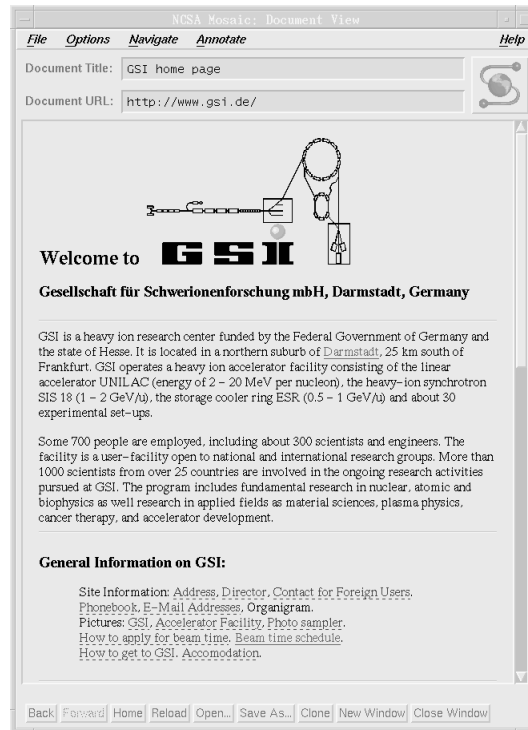 NCSA Mosaic: Document View
File Options Navigate Annotate Help
Document Title: GSI home page
Document URL: http://www.gsi.de/
Welcome to GSI
Gesellschaft für Schwerionenforschung mbH, Darmstadt, Germany
GSI is a heavy ion research center funded by the Federal Government of Germany and
the state of Hesse. It is located in a northern suburb of Darmstadt, 25 km south of
Frankfurt. GSI operates a heavy ion accelerator facility consisting of the linear
accelerator UNILAC (energy of 2 - 20 MeV per nucleon), the heavy-ion synchrotron
SIS 18 (1 - 2 GeV/u), the storage cooler ring ESR (0.5 - 1 GeV/u) and about 30
experimental set-ups.
Some 700 people are employed, including about 300 scientists and engineers. The
facility is a user-facility open to national and international research groups. More than
1000 scientists from over 25 countries are involved in the ongoing research activities
pursued at GSI. The program includes fundamental research in nuclear, atomic and
biophysics as well research in applied fields as material sciences, plasma physics,
cancer therapy, and accelerator development.
General Information on GSI:
Site Information: Address, Director, Contact for Foreign Users.
Phonebook, E-Mail Addresses, Organigram.
Pictures: GSI, Accelerator Facility, Photo sampler.
How to apply for beam time. Beam time schedule.
How to get to GSI. Accomodation.
Back Forward Home Reload Open... Save As... Clone New Window Close Window